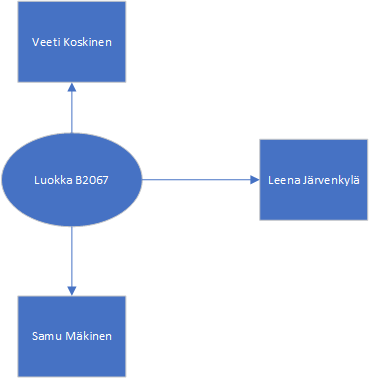 Veeti Koskinen
Luokka B2067
Leena Järvenkylä
Samu Mäkinen